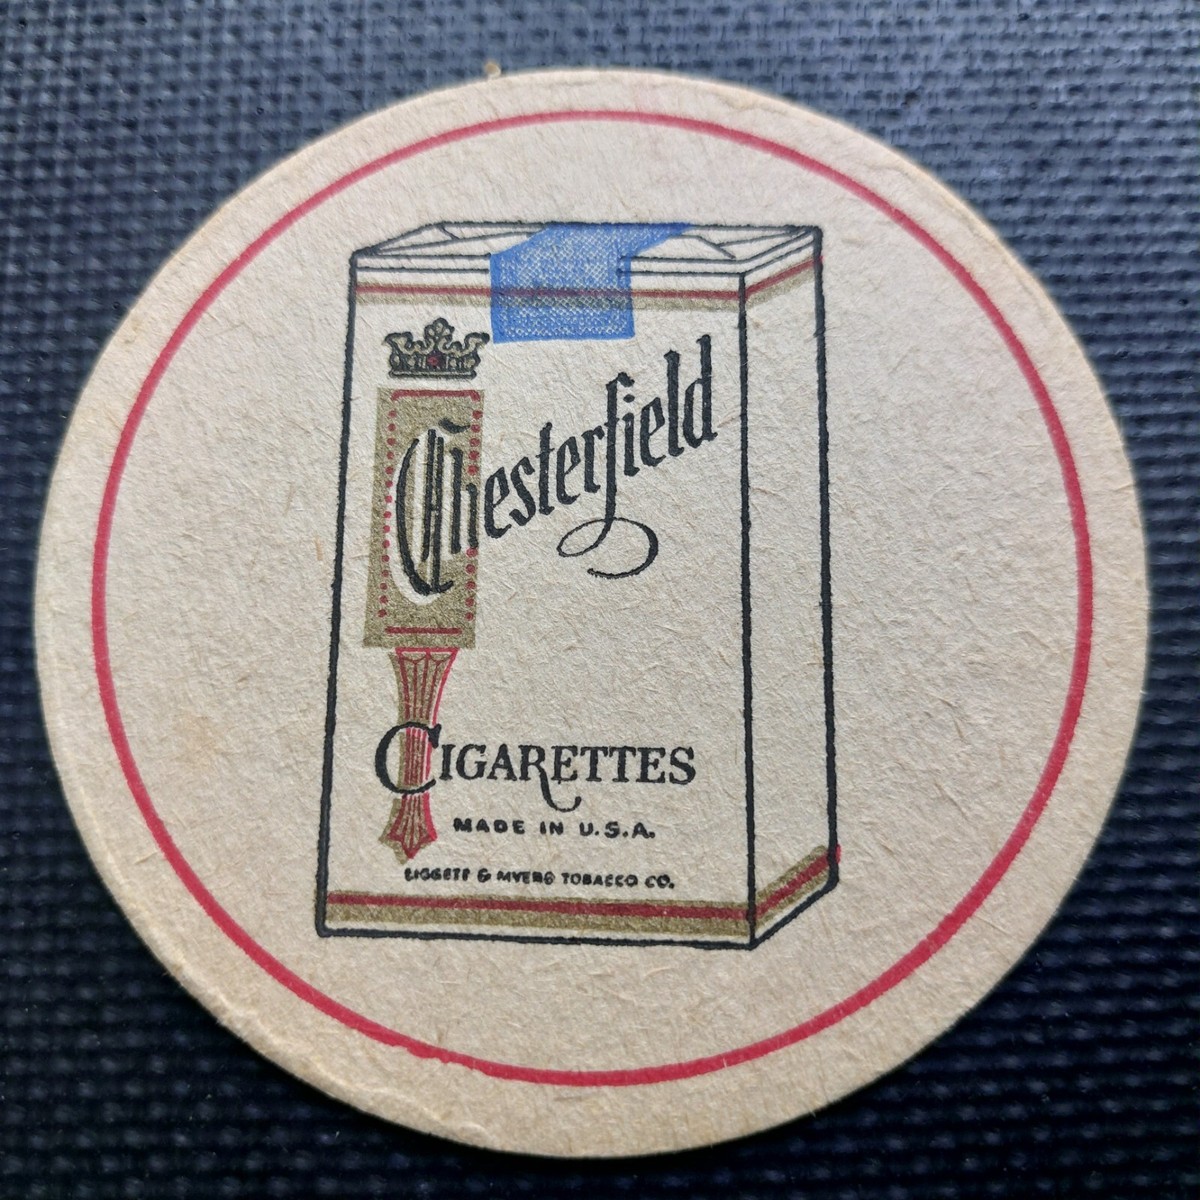 Chesterfield
CIGARETTES
MADE IN U.S.A.
LIGGETT & MYERS TOBACCO CO.